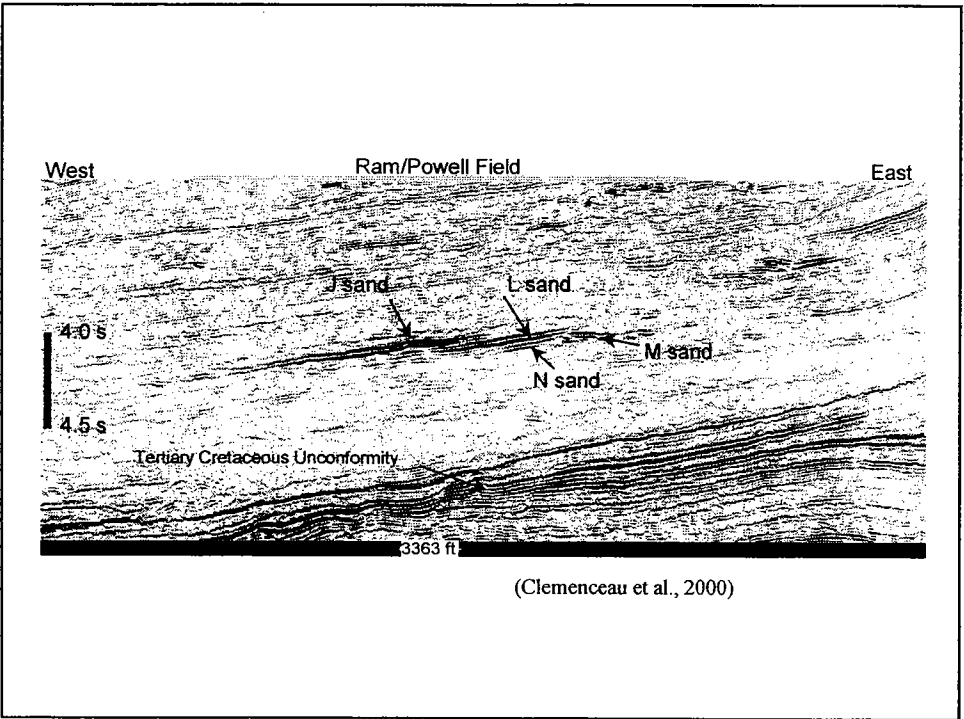 Ram/Powell Field
West
East
J sand
L sand
4.0 s
M sand
N sand
4.5 s
Tertiary Cretaceous Unconformity
3363 ft
(Clemenceau et al., 2000)